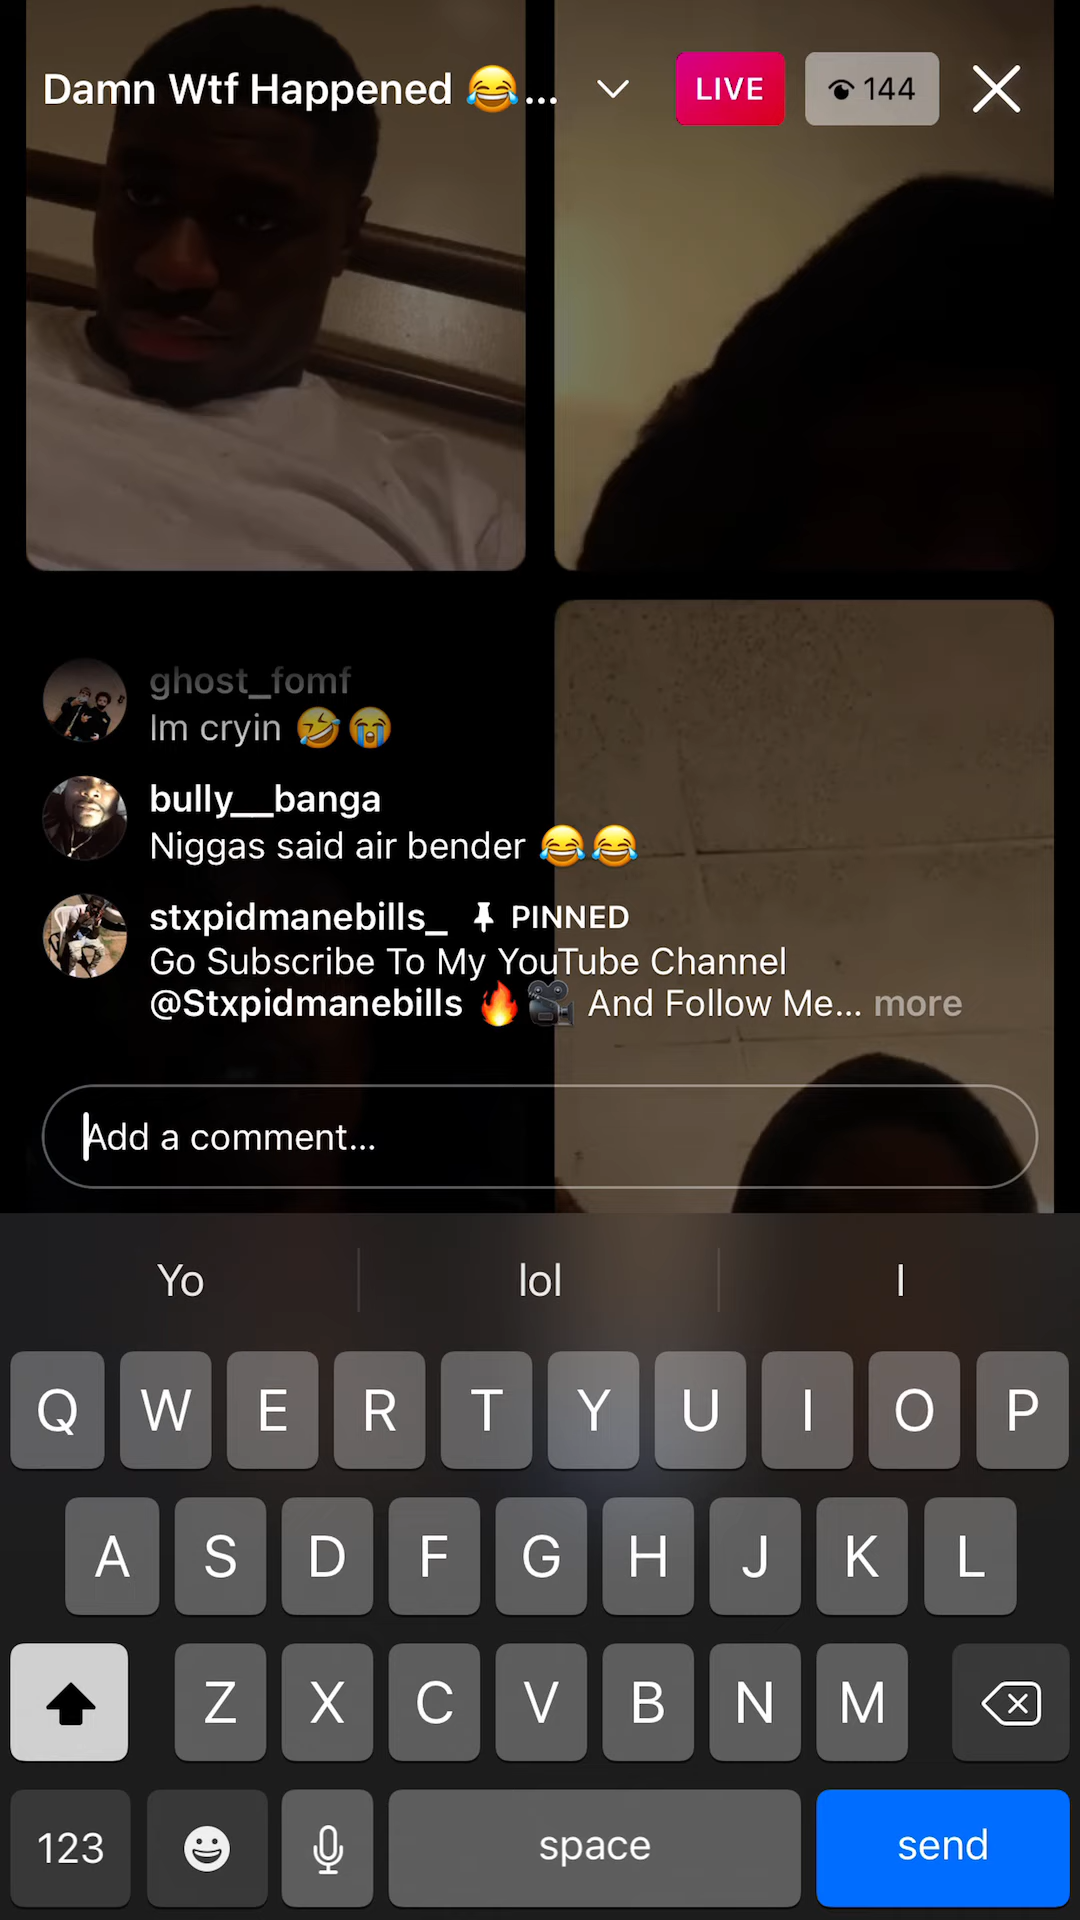 Damn Wtf Happened 😂...
LIVE
144
ghost_fomf
Im cryin 🤣😭
bully__banga
Niggas said air bender 😂😂
stxpidmanebills_ PINNED
Go Subscribe To My YouTube Channel
@Stxpidmanebills 🔥🎥 And Follow Me... more
Add a comment...
Yo lol I
Q W E R T Y U I O P
A S D F G H J K L
Z X C V B N M
123 space send